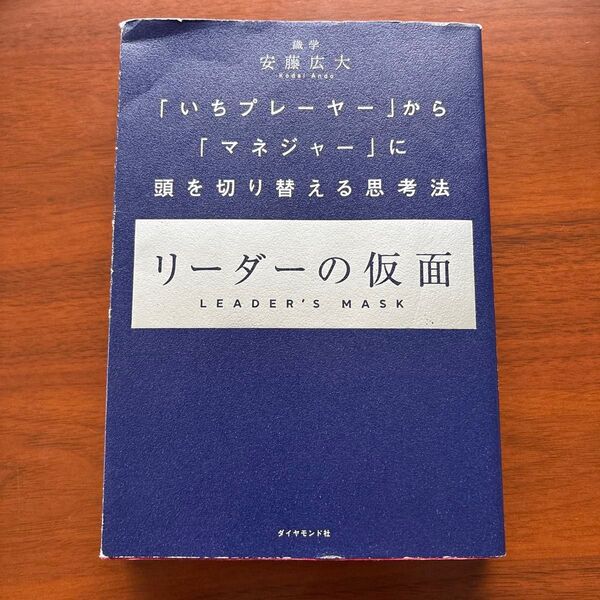 識学
安藤広大
Kodai Ando
「いちプレーヤー」から
「マネジャー」に
頭を切り替える思考法
リーダーの仮面
LEADER'S MASK
ダイヤモンド社